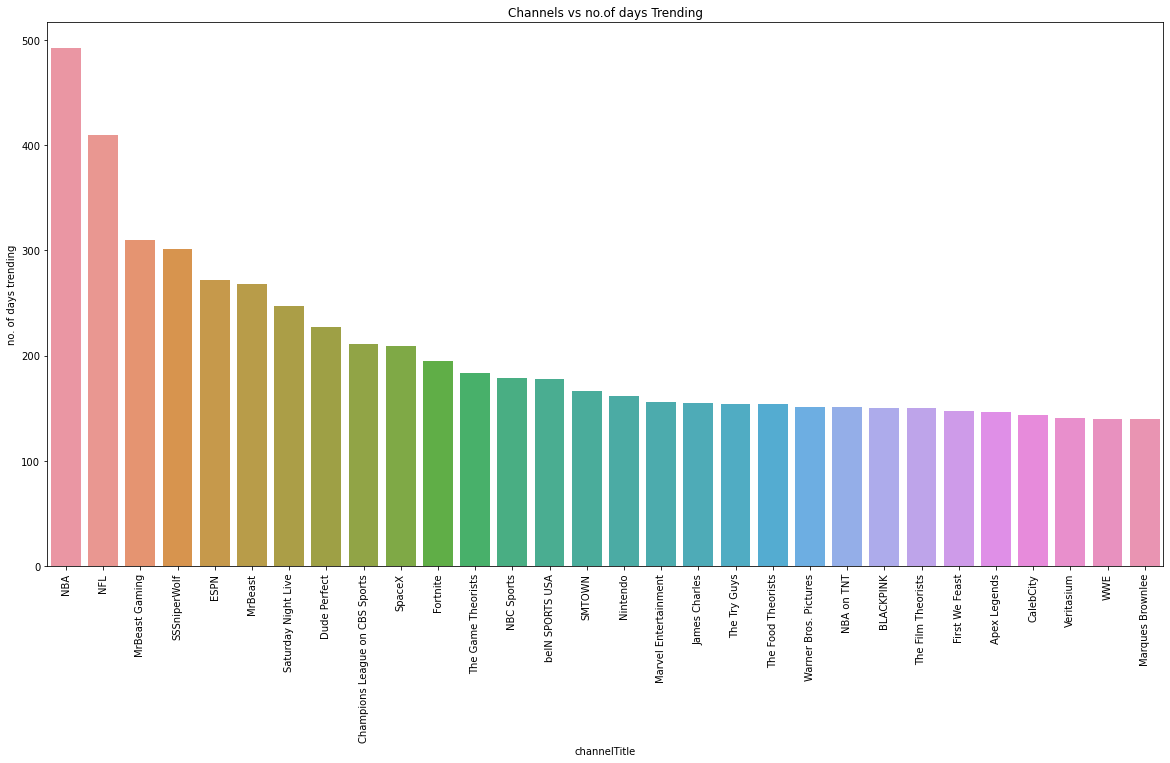 Channels vs no.of days Trending
no. of days trending
500
400
300
200
100
0
NBA
NFL
MrBeast Gaming
SSSniperWolf
ESPN
MrBeast
Saturday Night Live
Dude Perfect
Champions League on CBS Sports
SpaceX
Fortnite
The Game Theorists
NBC Sports
beIN SPORTS USA
SMTOWN
Nintendo
Marvel Entertainment
James Charles
The Try Guys
The Food Theorists
Warner Bros. Pictures
NBA on TNT
BLACKPINK
The Film Theorists
First We Feast
Apex Legends
CalebCity
Veritasium
WWE
Marques Brownlee
channelTitle